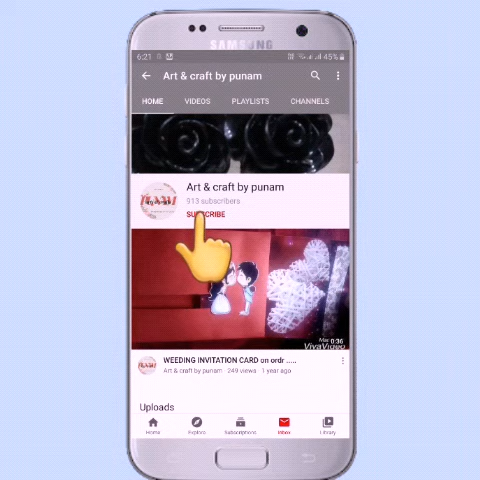 SAMSUNG
6:21
45%
Art & craft by punam
HOME VIDEOS PLAYLISTS CHANNELS
Art & craft by punam
913 subscribers
SUBSCRIBE
0:36
VivaVideo
WEEDING INVITATION CARD on ordr .....
Art & craft by punam 249 views 1 year ago
Uploads
Home Explore Subscriptions Inbox Library